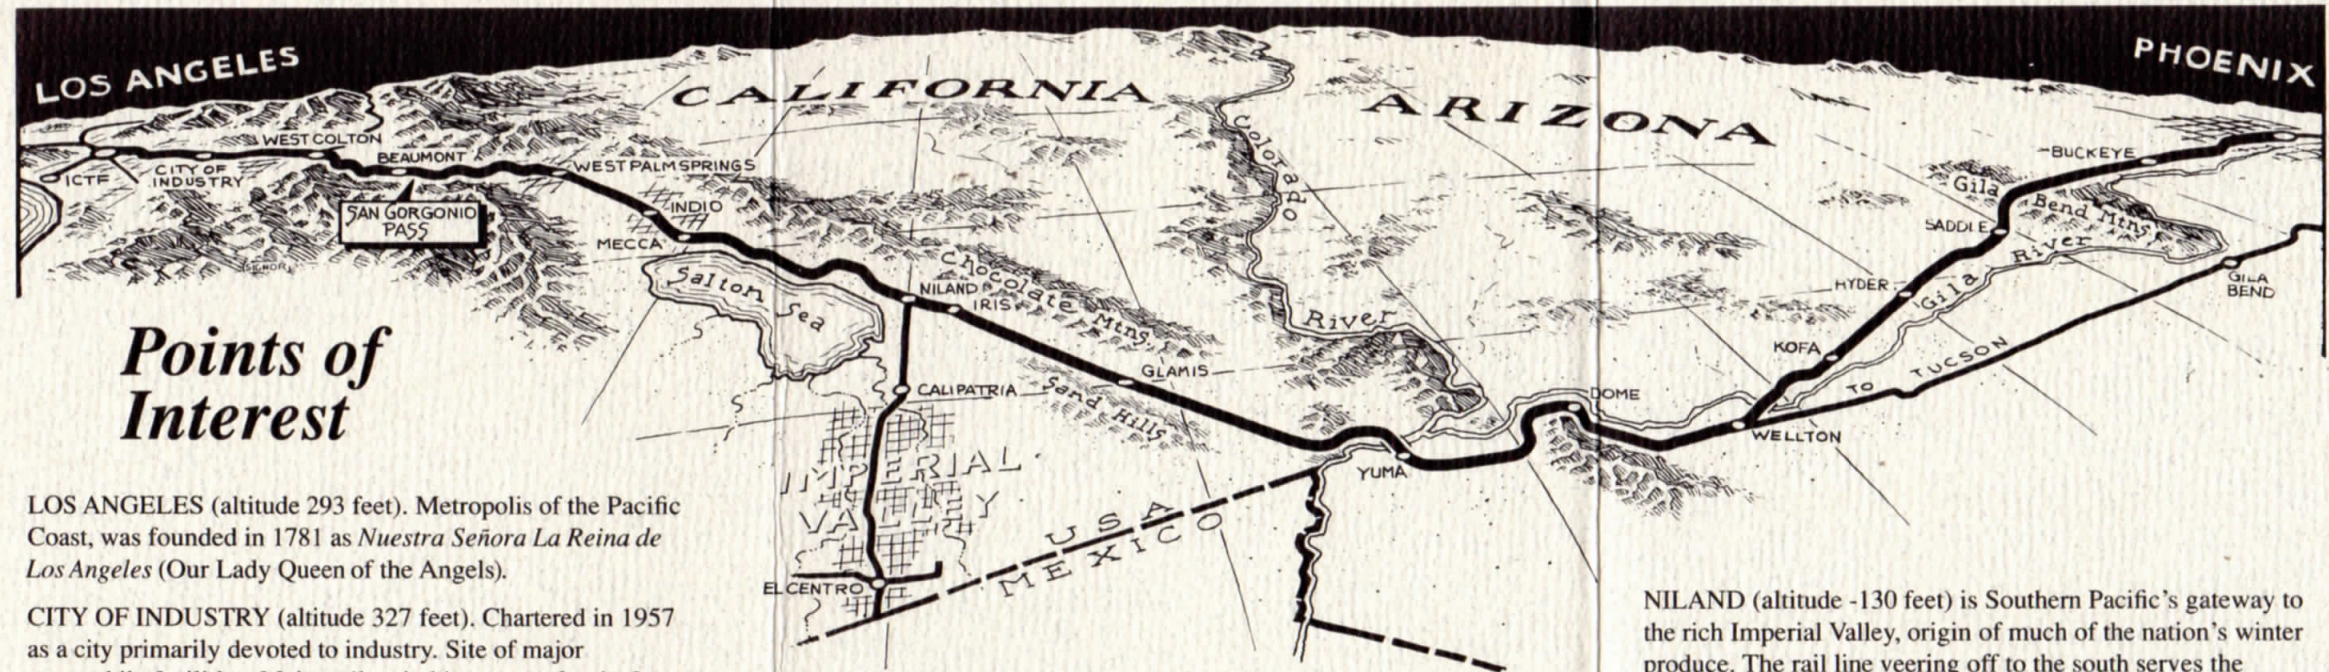 LOS ANGELES
PHOENIX
CALIFORNIA
ARIZONA
WEST COLTON
BEAUMONT
WEST PALM SPRINGS
ICTF
CITY OF
INDUSTRY
SAN GORGONIO
PASS
SIGNOR
INDIO
MECCA
Salton Sea
Chocolate Mtns.
NILAND
IRIS
GLAMIS
Sand Hills
CALIPATRIA
IMPERIAL
VALLEY
EL CENTRO
USA
MEXICO
Colorado
River
YUMA
DOME
WELLTON
KOFA
HYDER
SADDLE
BUCKEYE
Gila
Bend Mtns.
Gila River
TO TUCSON
GILA
BEND
Points of
Interest
LOS ANGELES (altitude 293 feet). Metropolis of the Pacific
Coast, was founded in 1781 as Nuestra Señora La Reina de
Los Angeles (Our Lady Queen of the Angels).
CITY OF INDUSTRY (altitude 327 feet). Chartered in 1957
as a city primarily devoted to industry. Site of major
NILAND (altitude -130 feet) is Southern Pacific's gateway to
the rich Imperial Valley, origin of much of the nation's winter
produce. The rail line veering off to the south serves the